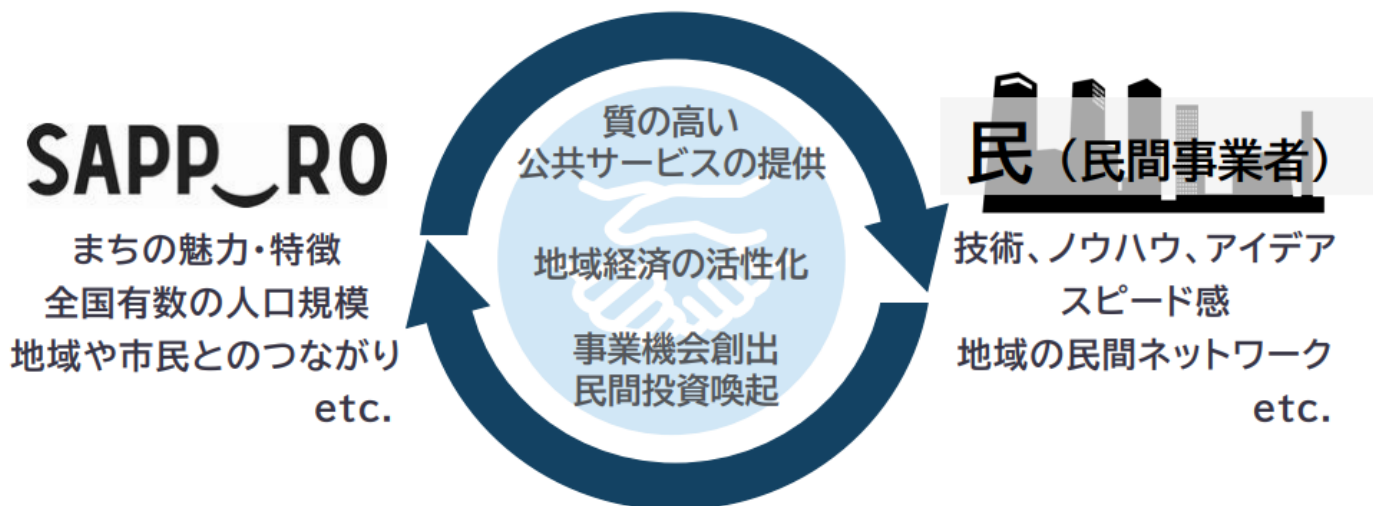 SAPP‿RO
まちの魅力・特徴
全国有数の人口規模
地域や市民とのつながり
etc.
質の高い
公共サービスの提供
地域経済の活性化
事業機会創出
民間投資喚起
民（民間事業者）
技術、ノウハウ、アイデア
スピード感
地域の民間ネットワーク
etc.